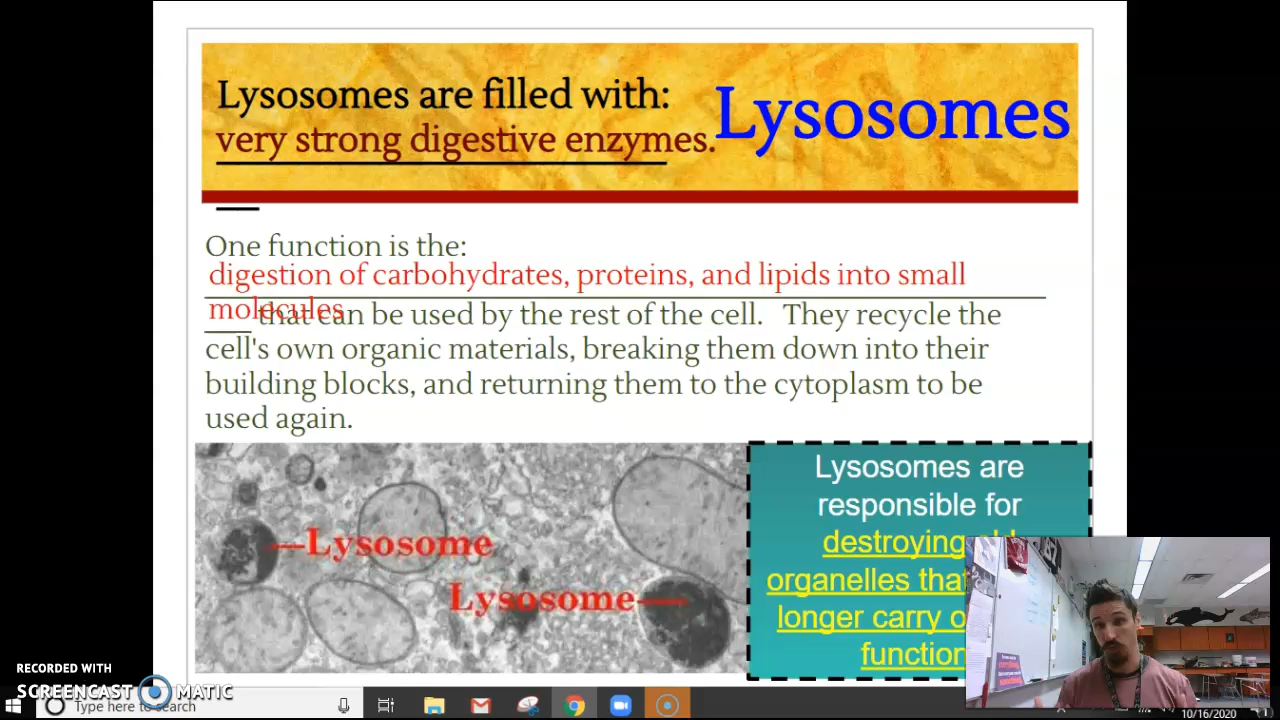 Lysosomes are filled with:
very strong digestive enzymes.
Lysosomes
One function is the:
digestion of carbohydrates, proteins, and lipids into small
molecules
that can be used by the rest of the cell. They recycle the
cell's own organic materials, breaking them down into their
building blocks, and returning them to the cytoplasm to be
used again.
Lysosome
Lysosome
Lysosomes are
responsible for
destroying
organelles
longer carry
function
RECORDED WITH
SCREENCAST MATIC
Type here to search
10/16/2020